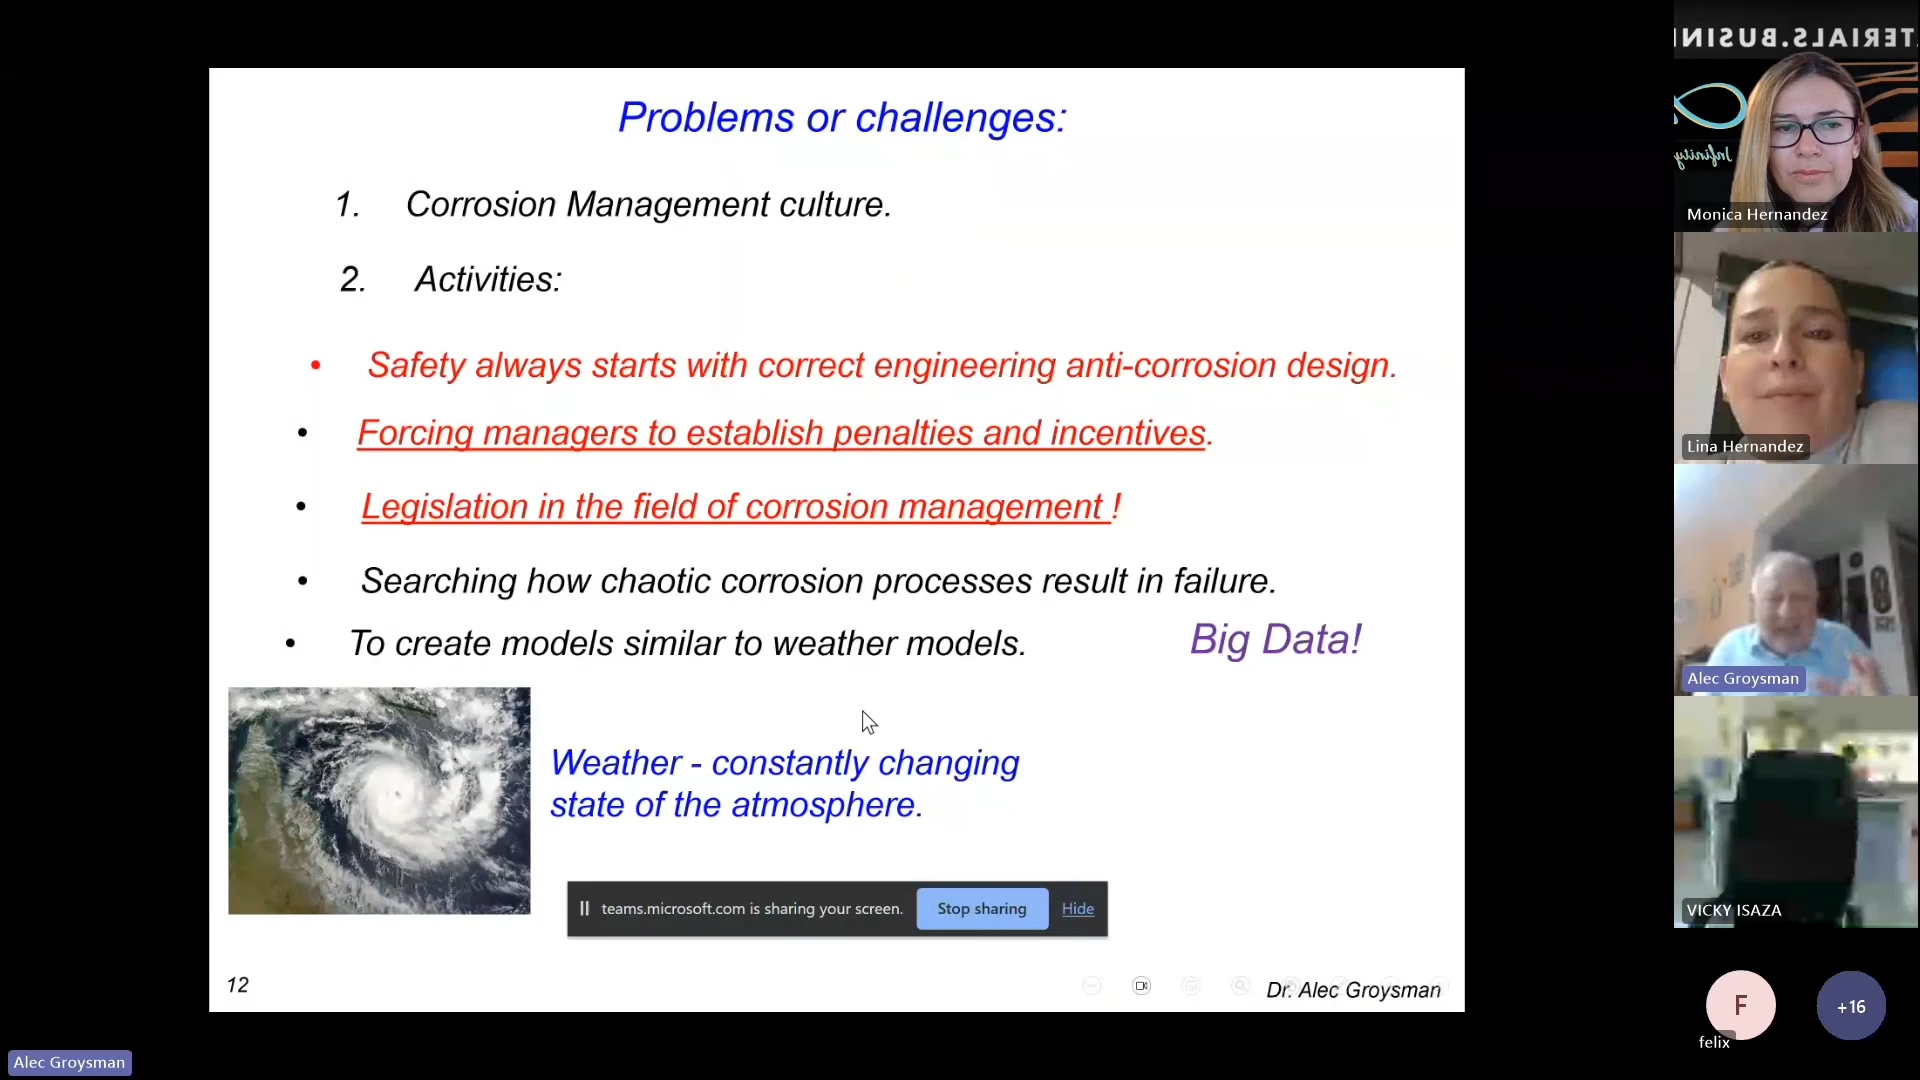 Problems or challenges:
1. Corrosion Management culture.
2. Activities:
• Safety always starts with correct engineering anti-corrosion design.
• Forcing managers to establish penalties and incentives.
• Legislation in the field of corrosion management !
• Searching how chaotic corrosion processes result in failure.
• To create models similar to weather models.
Big Data!
Weather - constantly changing
state of the atmosphere.
teams.microsoft.com is sharing your screen. Stop sharing Hide
12
Dr. Alec Groysman
Alec Groysman
TERIALS.BUSIN
Infinity
Monica Hernandez
Lina Hernandez
Alec Groysman
VICKY ISAZA
F
felix
+16